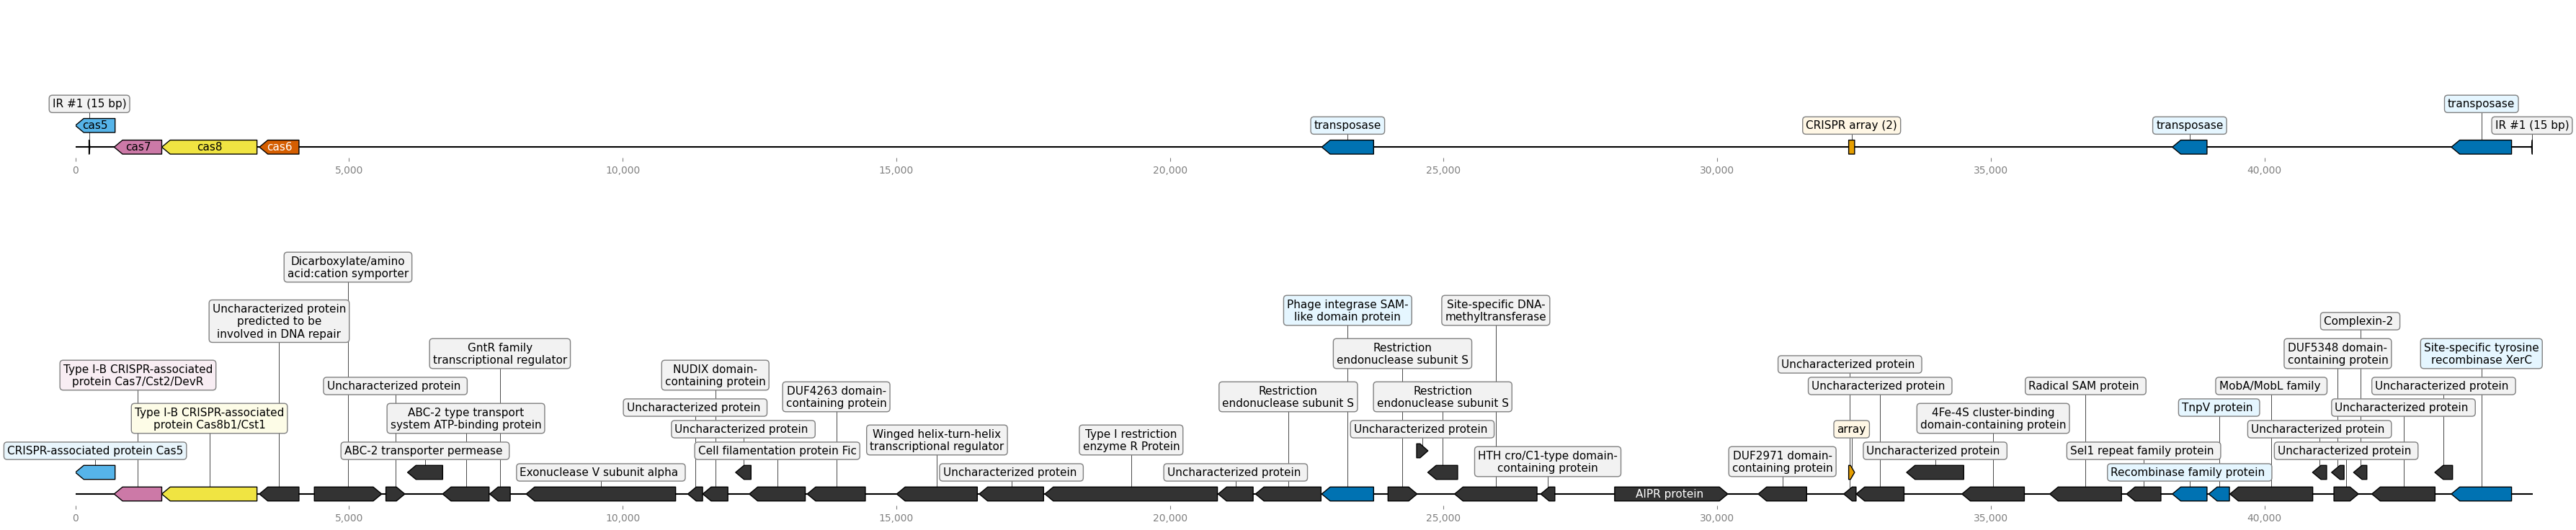 IR #1 (15 bp)
transposase
cas5
transposase
CRISPR array (2)
transposase
IR #1 (15 bp)
cas7
cas8
cas6
0
5,000
10,000
15,000
20,000
25,000
30,000
35,000
40,000
Dicarboxylate/amino
acid:cation symporter
Uncharacterized protein
predicted to be
involved in DNA repair
Phage integrase SAM-
like domain protein
Site-specific DNA-
methyltransferase
Complexin-2
GntR family
transcriptional regulator
Restriction
endonuclease subunit S
DUF5348 domain-
containing protein
Site-specific tyrosine
recombinase XerC
Type I-B CRISPR-associated
protein Cas7/Cst2/DevR
NUDIX domain-
containing protein
Uncharacterized protein
Uncharacterized protein
DUF4263 domain-
containing protein
Restriction
endonuclease subunit S
Restriction
endonuclease subunit S
Uncharacterized protein
Radical SAM protein
MobA/MobL family
Uncharacterized protein
Type I-B CRISPR-associated
protein Cas8b1/Cst1
ABC-2 type transport
system ATP-binding protein
Uncharacterized protein
4Fe-4S cluster-binding
domain-containing protein
TnpV protein
Uncharacterized protein
Uncharacterized protein
Winged helix-turn-helix
transcriptional regulator
Type I restriction
enzyme R Protein
Uncharacterized protein
array
Uncharacterized protein
CRISPR-associated protein Cas5
ABC-2 transporter permease
Cell filamentation protein Fic
HTH cro/C1-type domain-
containing protein
DUF2971 domain-
containing protein
Uncharacterized protein
Sel1 repeat family protein
Uncharacterized protein
Exonuclease V subunit alpha
Uncharacterized protein
Uncharacterized protein
Recombinase family protein
AIPR protein
0
5,000
10,000
15,000
20,000
25,000
30,000
35,000
40,000